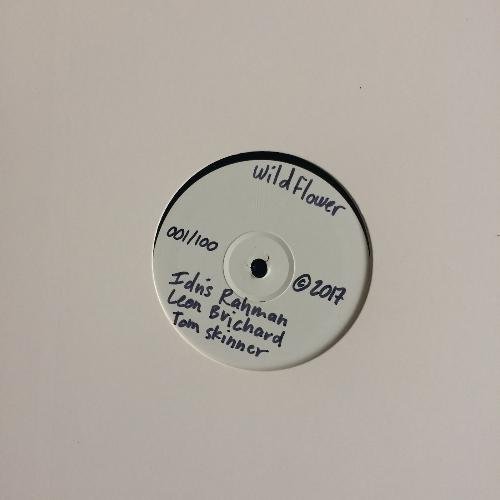 Wildflower
001/100
©2017
Idris Rahman
Leon Brichard
Tom skinner